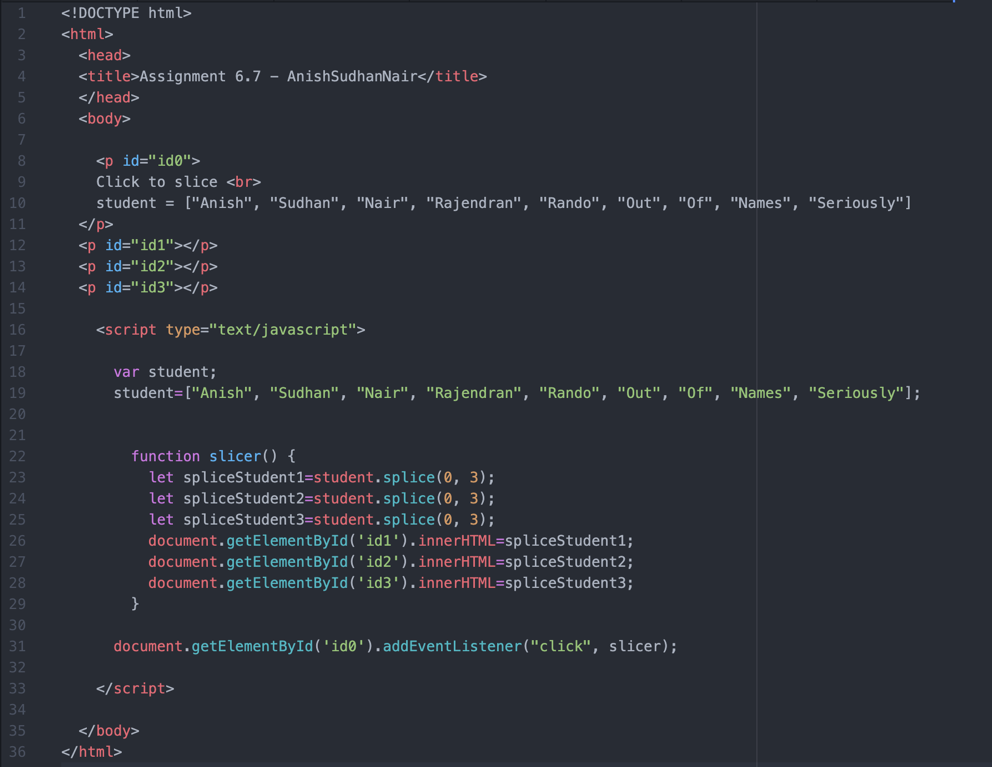 1 <!DOCTYPE html>
2 <html>
3 <head>
4 <title>Assignment 6.7 – AnishSudhanNair</title>
5 </head>
6 <body>
7
8 <p id="id0">
9 Click to slice <br>
10 student = ["Anish", "Sudhan", "Nair", "Rajendran", "Rando", "Out", "Of", "Names", "Seriously"]
11 </p>
12 <p id="id1"></p>
13 <p id="id2"></p>
14 <p id="id3"></p>
15
16 <script type="text/javascript">
17
18 var student;
19 student=["Anish", "Sudhan", "Nair", "Rajendran", "Rando", "Out", "Of", "Names", "Seriously"];
20
21
22 function slicer() {
23 let spliceStudent1=student.splice(0, 3);
24 let spliceStudent2=student.splice(0, 3);
25 let spliceStudent3=student.splice(0, 3);
26 document.getElementById('id1').innerHTML=spliceStudent1;
27 document.getElementById('id2').innerHTML=spliceStudent2;
28 document.getElementById('id3').innerHTML=spliceStudent3;
29 }
30
31 document.getElementById('id0').addEventListener("click", slicer);
32
33 </script>
34
35 </body>
36 </html>